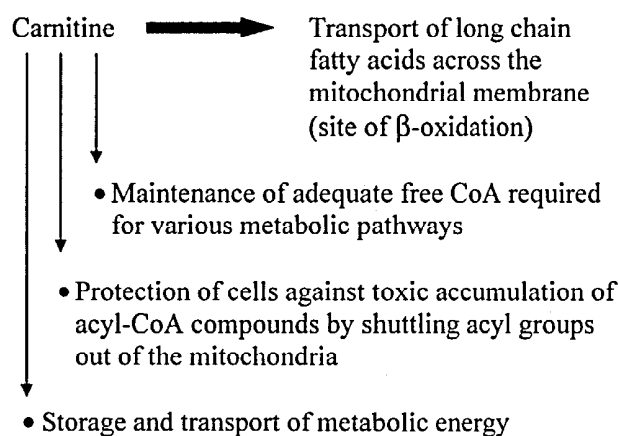 Carnitine
Transport of long chain
fatty acids across the
mitochondrial membrane
(site of β-oxidation)
• Maintenance of adequate free CoA required
for various metabolic pathways
• Protection of cells against toxic accumulation of
acyl-CoA compounds by shuttling acyl groups
out of the mitochondria
• Storage and transport of metabolic energy